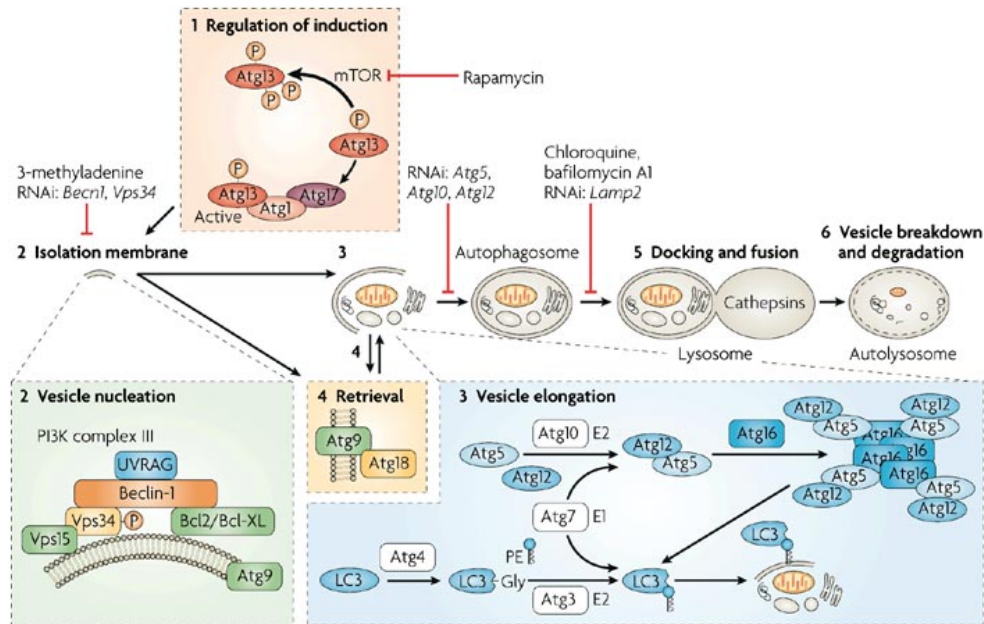 1 Regulation of induction
P
Atg13
P
P
mTOR
Rapamycin
P
Atg13
P
Atg13
Atg1
Atg17
Active
3-methyladenine
RNAi: Becn1, Vps34
RNAi: Atg5,
Atg10, Atg12
Chloroquine,
bafilomycin A1
RNAi: Lamp2
2 Isolation membrane
3
Autophagosome
5 Docking and fusion
6 Vesicle breakdown
and degradation
Cathepsins
Lysosome
Autolysosome
4
2 Vesicle nucleation
PI3K complex III
UVRAG
Beclin-1
Vps34
P
Bcl2/Bcl-XL
Vps15
Atg9
4 Retrieval
Atg9
Atg18
3 Vesicle elongation
Atg5
Atg10 E2
Atg12
Atg12
Atg5
Atg16
Atg12
Atg5
Atg12
Atg5
Atg16
Atg16
Atg16
Atg16
Atg5
Atg12
Atg5
Atg12
Atg7 E1
LC3
Atg4
LC3
Gly
PE
Atg3 E2
LC3
LC3